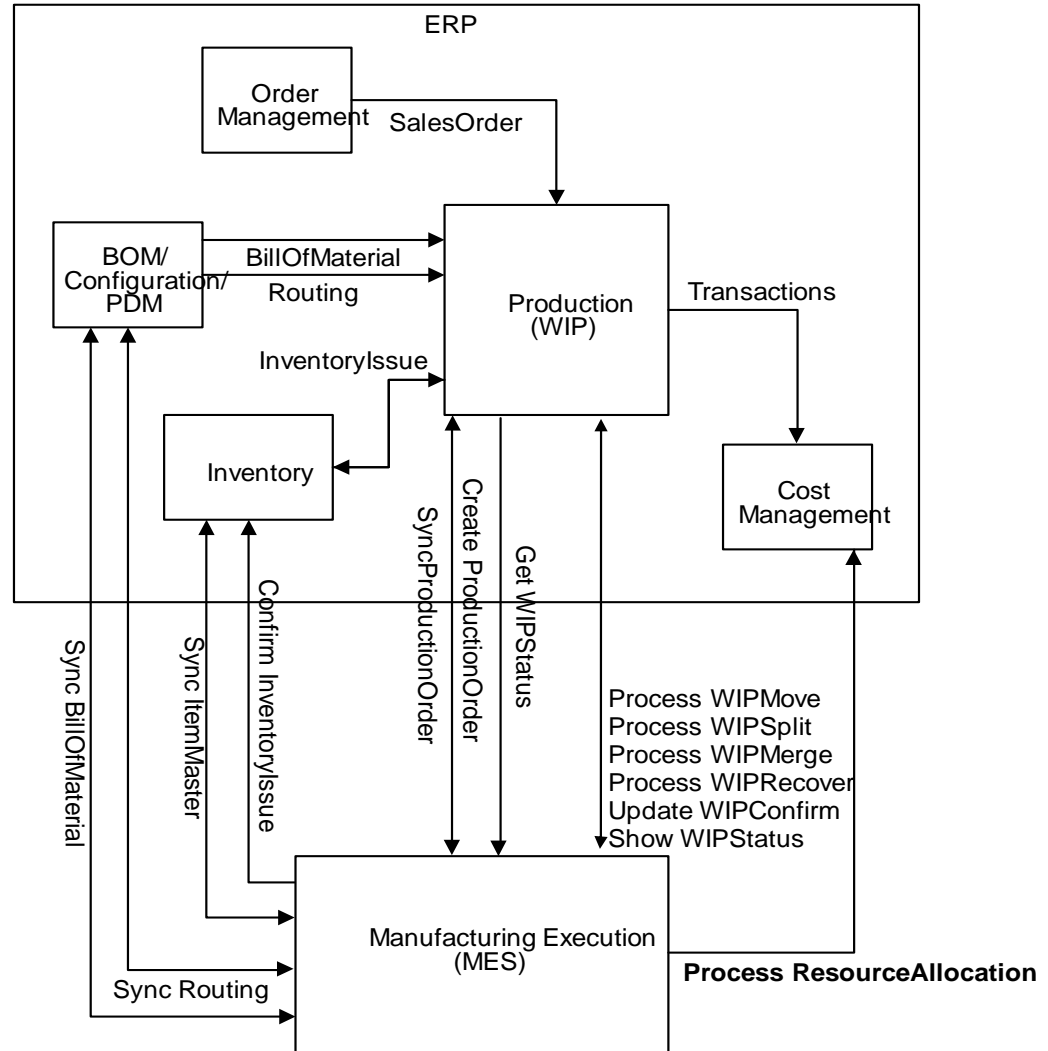 ERP
Order
Management
SalesOrder
BOM/
Configuration/
PDM
BillOfMaterial
Routing
Production
(WIP)
Transactions
InventoryIssue
Inventory
Cost
Management
Sync BillOfMaterial
Sync ItemMaster
Confirm InventoryIssue
SyncProductionOrder
Create ProductionOrder
Get WIPStatus
Process WIPMove
Process WIPSplit
Process WIPMerge
Process WIPRecover
Update WIPConfirm
Show WIPStatus
Manufacturing Execution
(MES)
Process ResourceAllocation
Sync Routing